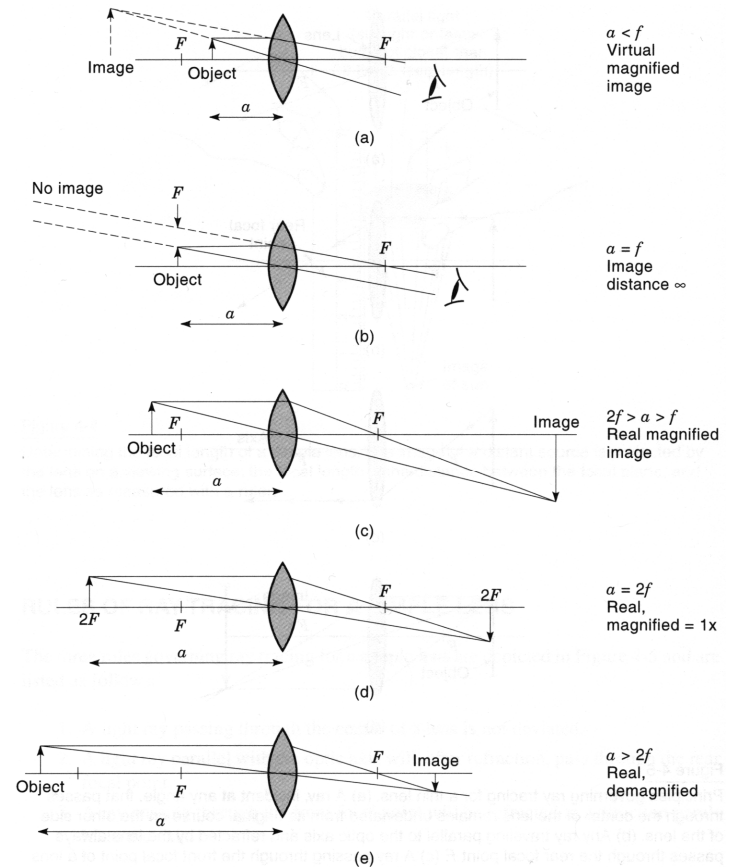 F
F
Image
Object
a
a < f
Virtual
magnified
image
(a)
No image
F
F
Object
a
a = f
Image
distance ∞
(b)
F
F
Image
Object
a
2f > a > f
Real magnified
image
(c)
F
2F
2F
F
a
a = 2f
Real,
magnified = 1x
(d)
F
Image
Object
F
a
a > 2f
Real,
demagnified
(e)